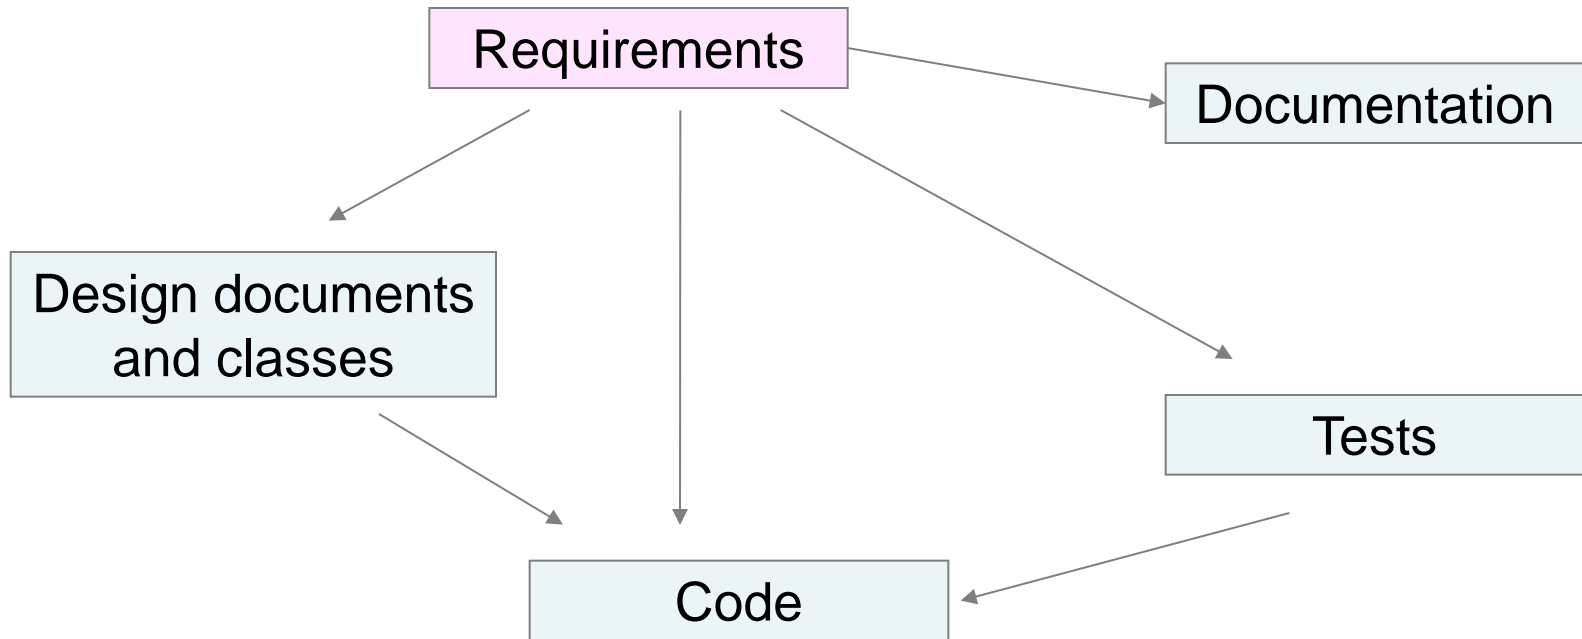 Requirements
Documentation
Design documents
and classes
Tests
Code